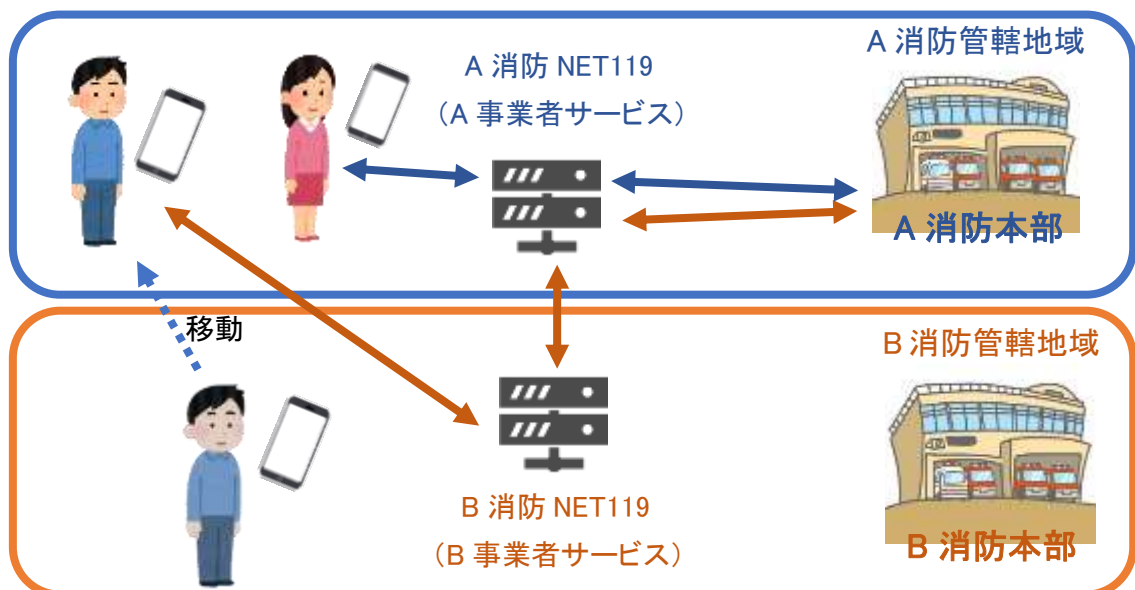 A 消防 NET119
(A 事業者サービス)
A 消防管轄地域
A 消防本部
移動
B 消防管轄地域
B 消防 NET119
(B 事業者サービス)
B 消防本部